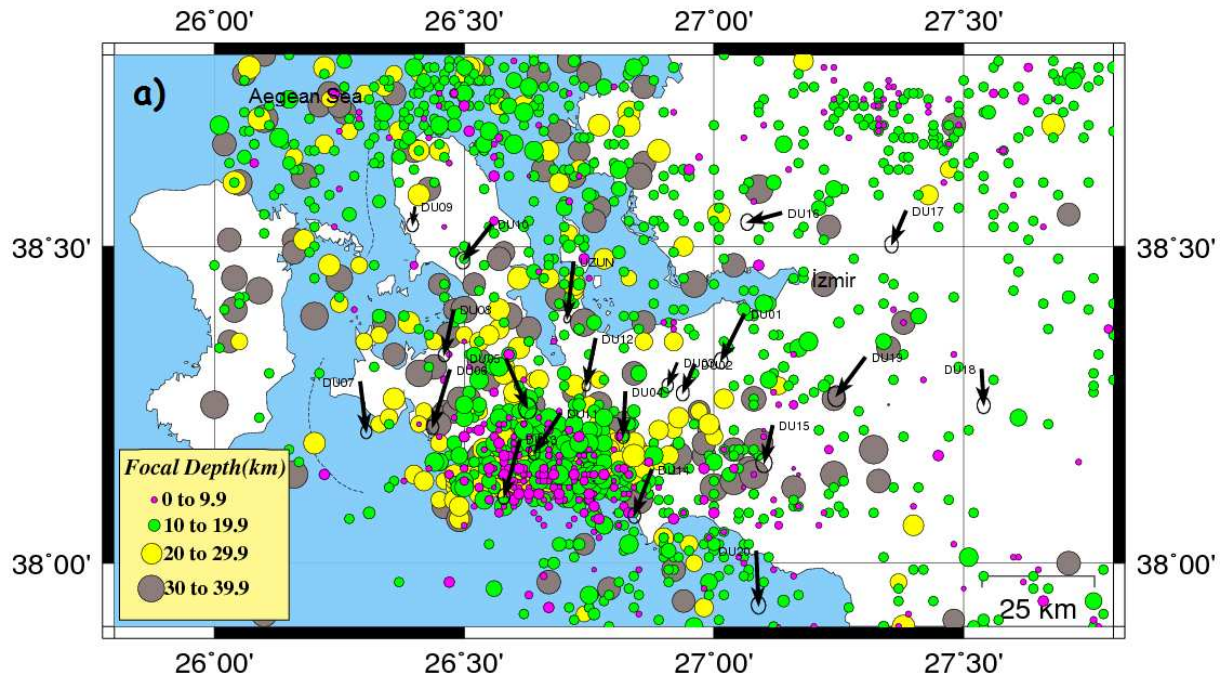 26°00' 26°30' 27°00' 27°30'
a)
Aegean Sea
DU09
DU16
DU17
DU10
38°30' 38°30'
UZUN
İzmir
DU08
DU01
DU12
DU05
DU03
DU02
DU19
DU06
DU18
DU07
DU04
DU11
DU15
DU13
Focal Depth(km)
0 to 9.9
DU14
10 to 19.9
20 to 29.9
DU20
38°00' 38°00'
30 to 39.9
25 km
26°00' 26°30' 27°00' 27°30'